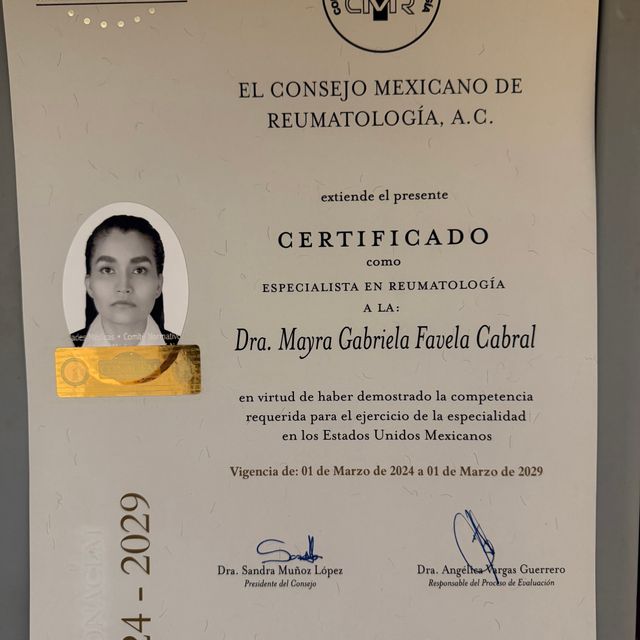 CMR
EL CONSEJO MEXICANO DE
REUMATOLOGÍA, A.C.
extiende el presente
CERTIFICADO
como
ESPECIALISTA EN REUMATOLOGÍA
A LA:
Dra. Mayra Gabriela Favela Cabral
Comité Normativo
en virtud de haber demostrado la competencia
requerida para el ejercicio de la especialidad
en los Estados Unidos Mexicanos
Vigencia de: 01 de Marzo de 2024 a 01 de Marzo de 2029
24 - 2029
Dra. Sandra Muñoz López
Presidente del Consejo
Dra. Angélica Vargas Guerrero
Responsable del Proceso de Evaluación